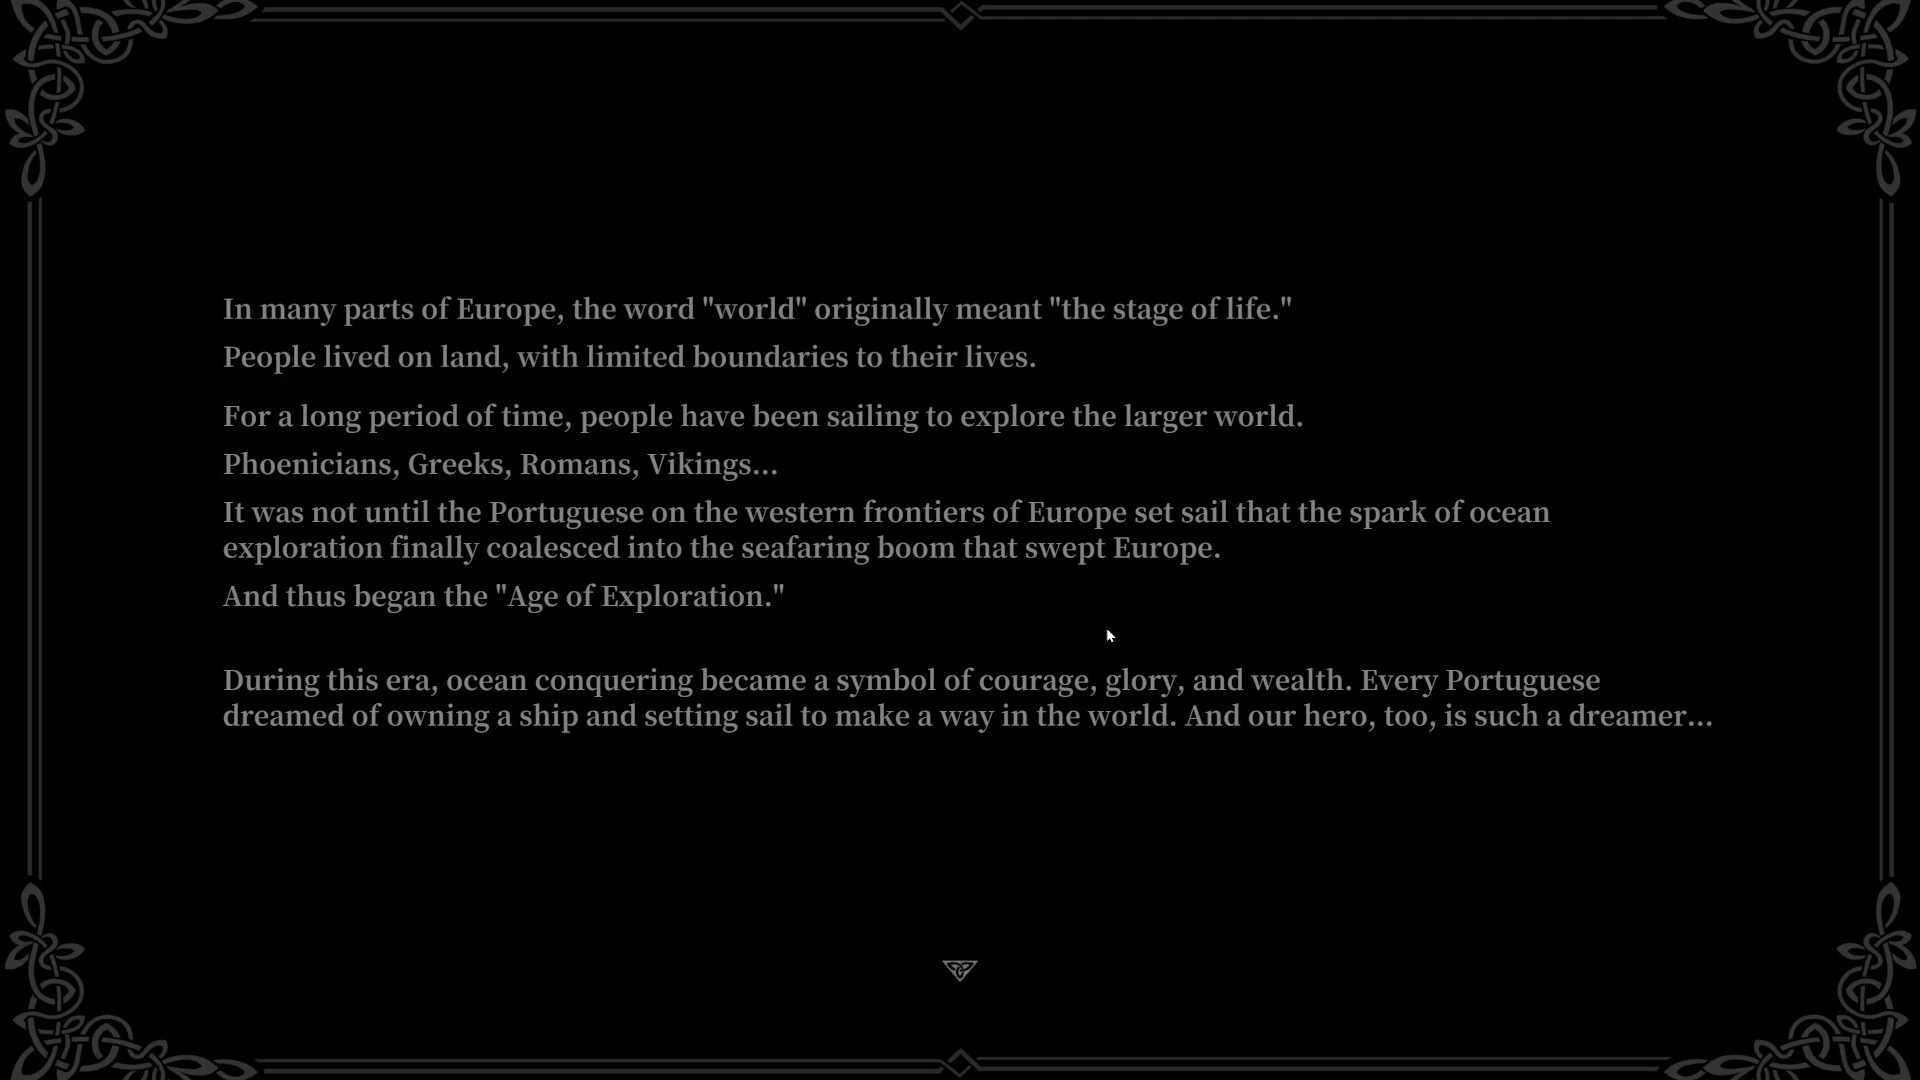 In many parts of Europe, the word "world" originally meant "the stage of life."
People lived on land, with limited boundaries to their lives.
For a long period of time, people have been sailing to explore the larger world.
Phoenicians, Greeks, Romans, Vikings...
It was not until the Portuguese on the western frontiers of Europe set sail that the spark of ocean
exploration finally coalesced into the seafaring boom that swept Europe.
And thus began the "Age of Exploration."
During this era, ocean conquering became a symbol of courage, glory, and wealth. Every Portuguese
dreamed of owning a ship and setting sail to make a way in the world. And our hero, too, is such a dreamer...